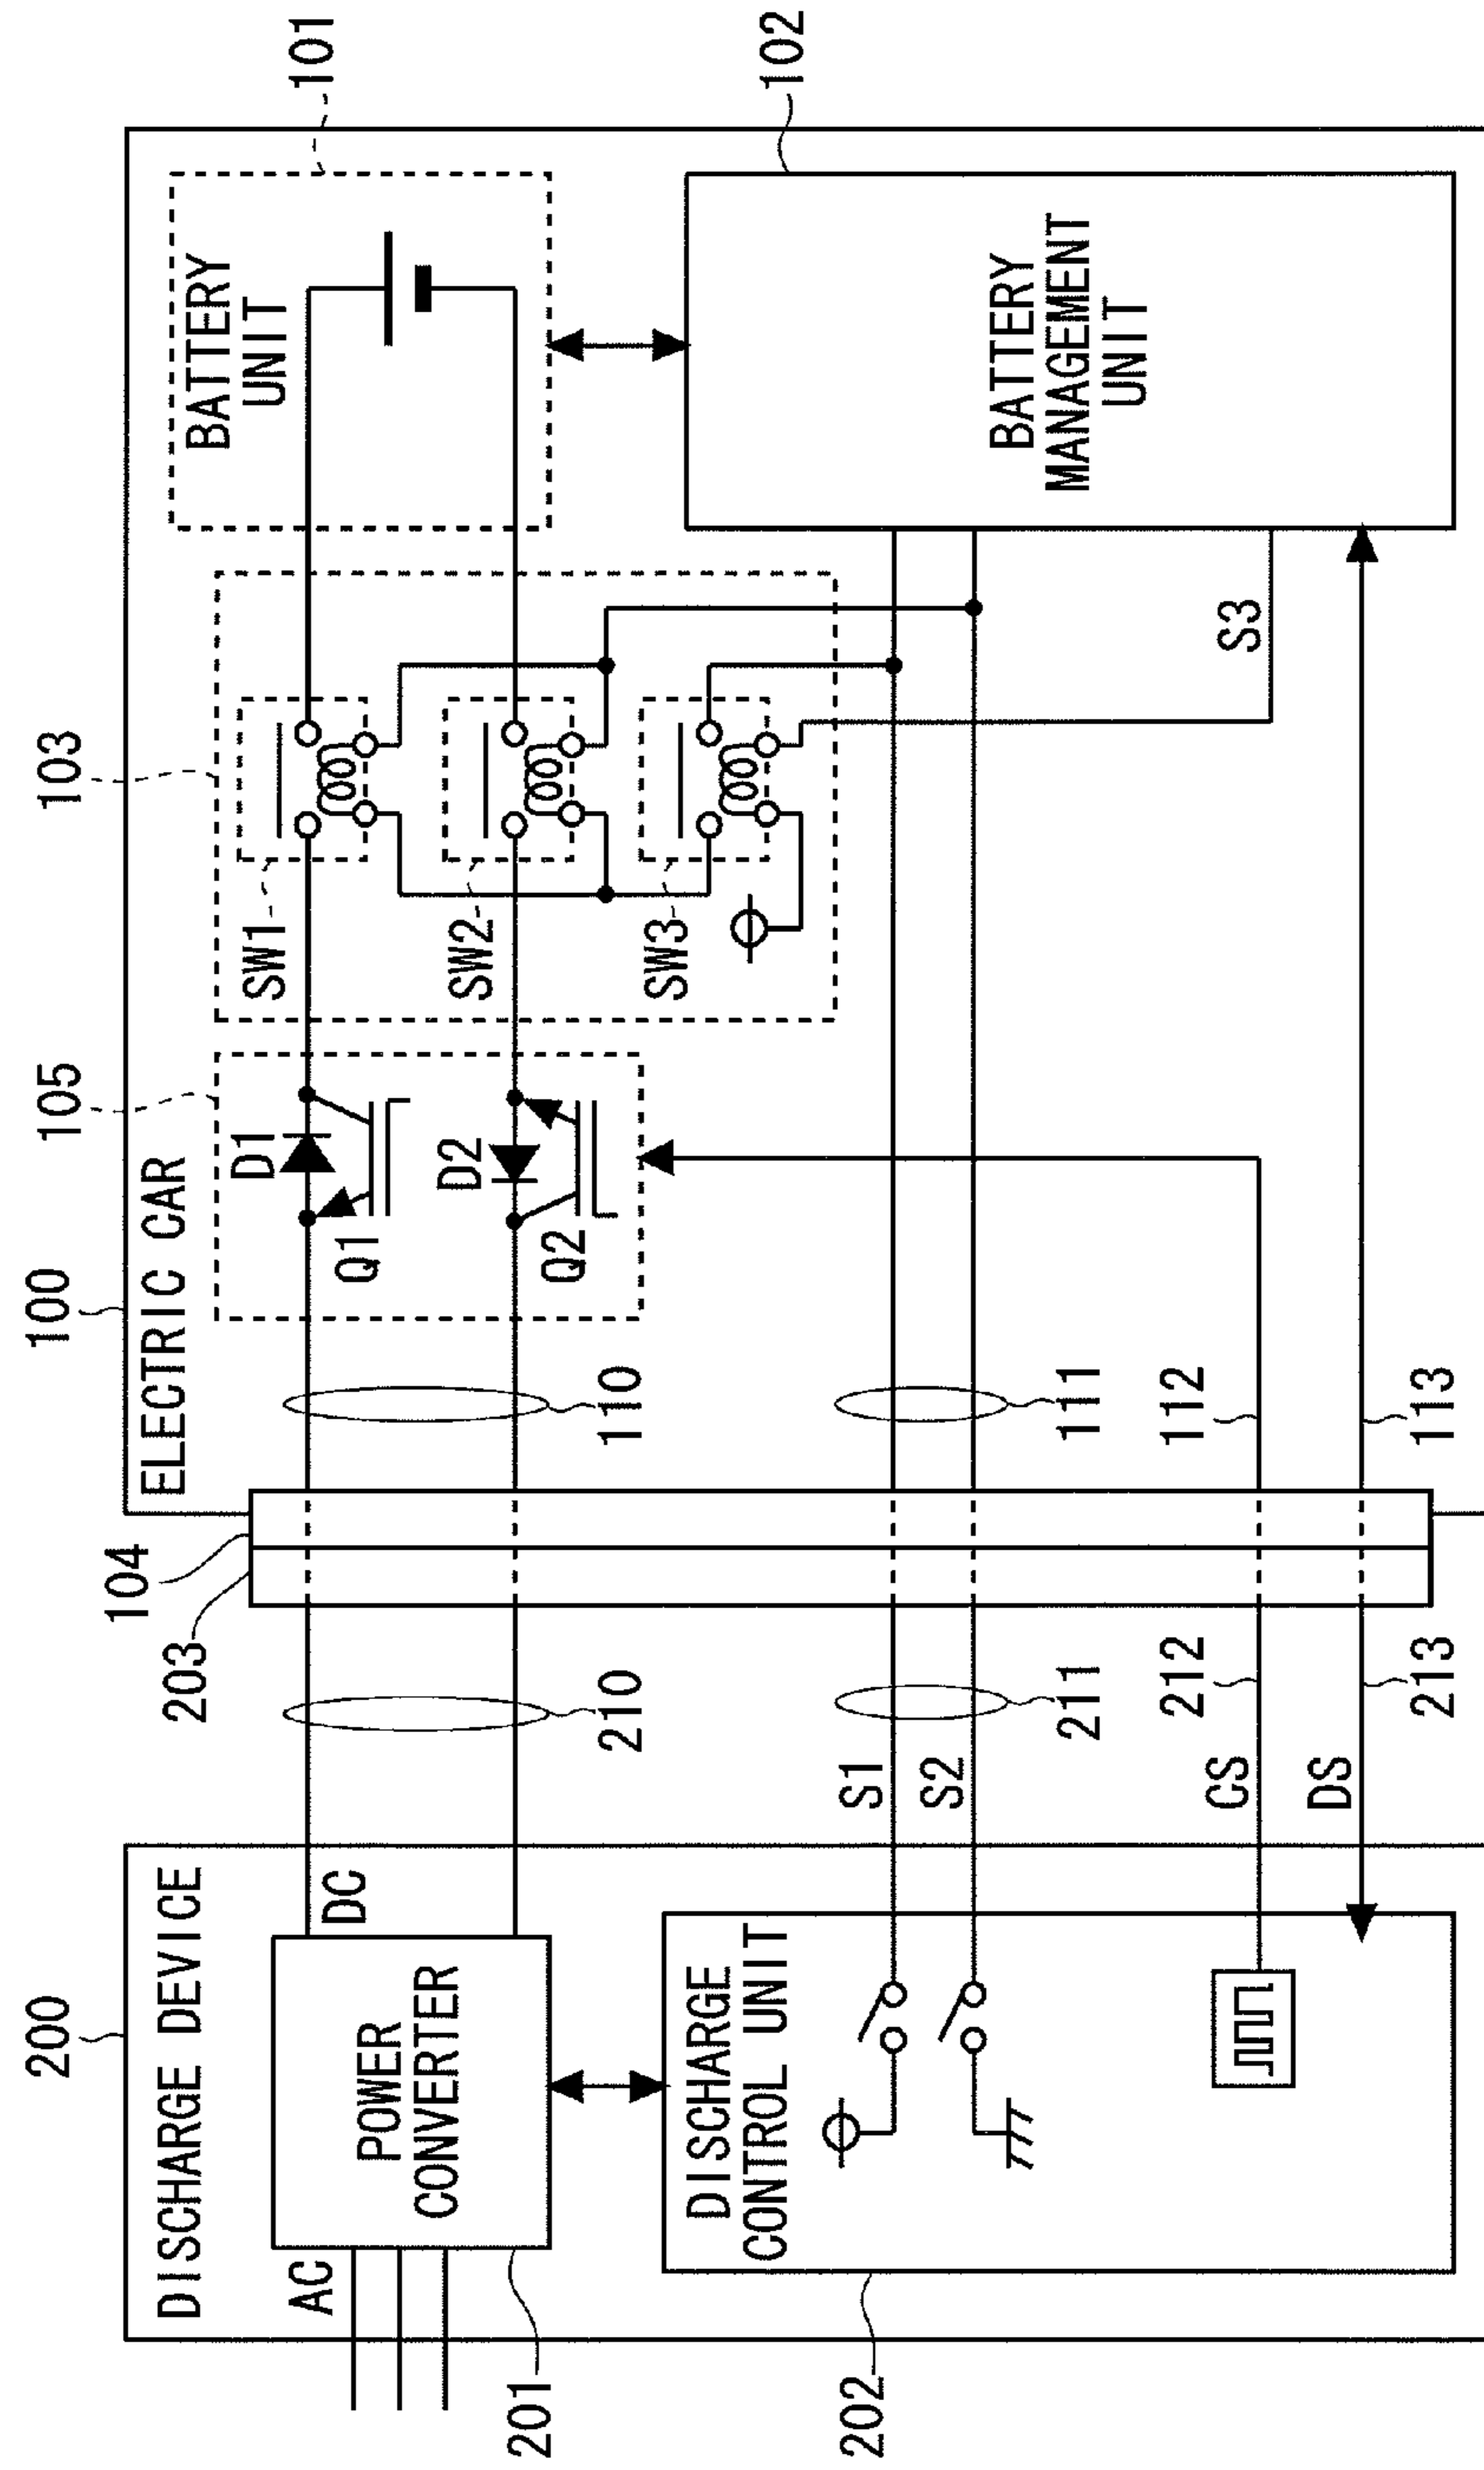 200
DISCHARGE DEVICE
AC
POWER
CONVERTER
DC
201
DISCHARGE
CONTROL UNIT
202
S1
S2
CS
DS
210
211
212
213
203
104
100
ELECTRIC CAR
110
111
112
113
105
D1
Q1
D2
Q2
103
SW1
SW2
SW3
S3
BATTERY
UNIT
101
BATTERY
MANAGEMENT
UNIT
102